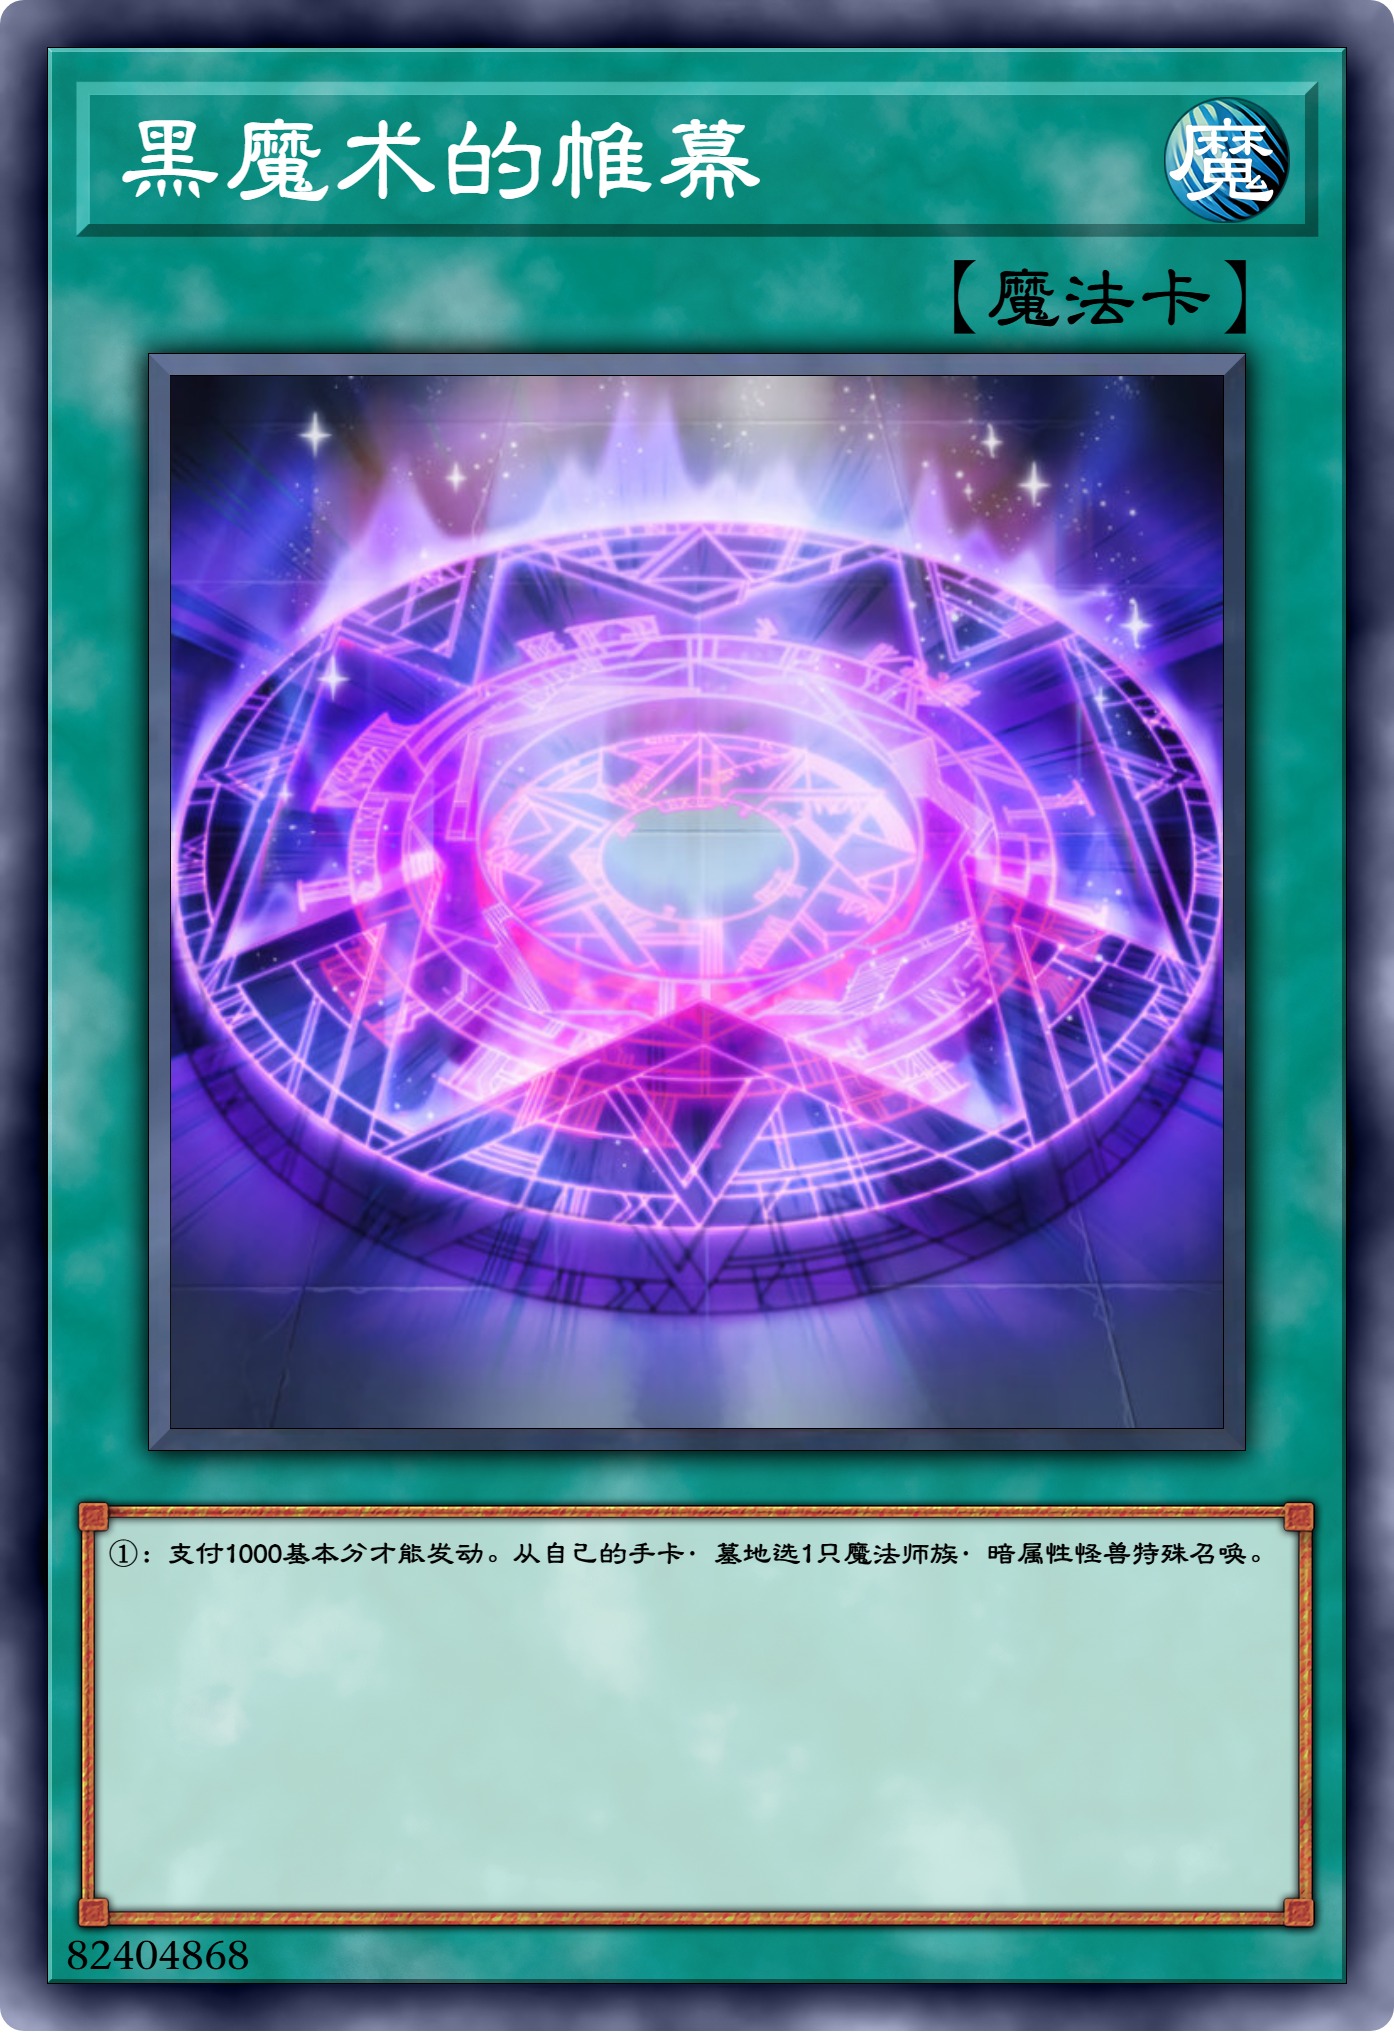 黑魔术的帷幕
魔
【魔法卡】
①：支付1000基本分才能发动。从自己的手卡·墓地选1只魔法师族·暗属性怪兽特殊召唤。
82404868